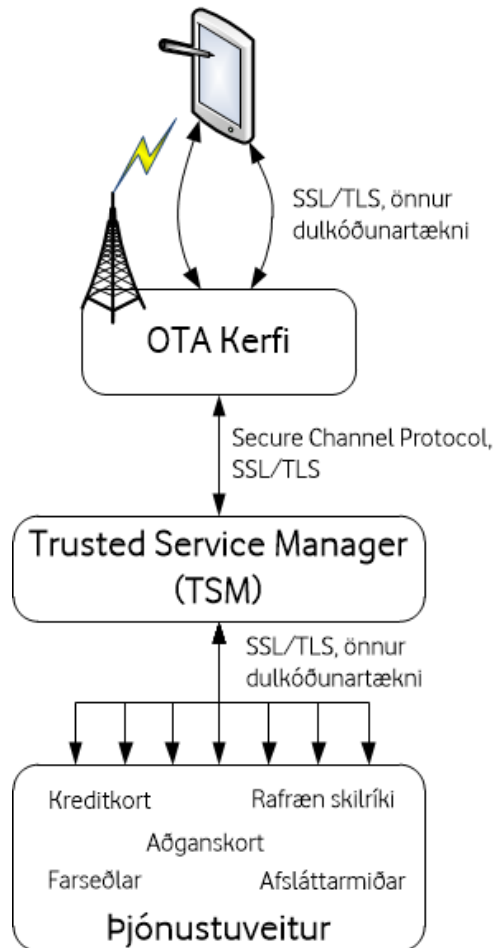 SSL/TLS, önnur
dulkóðunartækni
OTA Kerfi
Secure Channel Protocol,
SSL/TLS
Trusted Service Manager
(TSM)
SSL/TLS, önnur
dulkóðunartækni
Kreditkort Rafræn skilríki
Aðganskort
Farseðlar Afsláttarmiðar
Þjónustuveitur